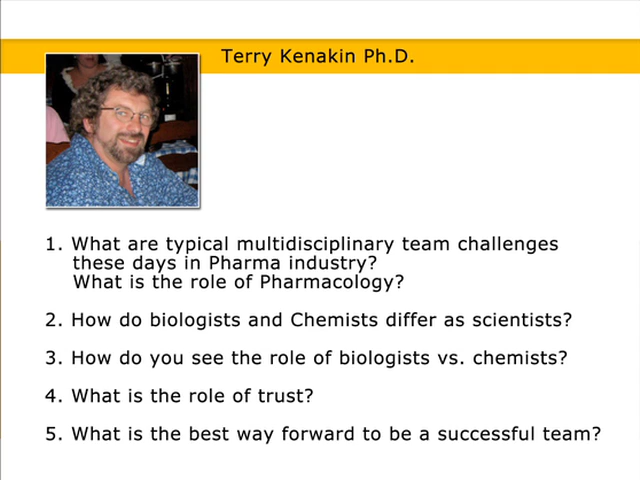 Terry Kenakin Ph.D.
1. What are typical multidisciplinary team challenges
these days in Pharma industry?
What is the role of Pharmacology?
2. How do biologists and Chemists differ as scientists?
3. How do you see the role of biologists vs. chemists?
4. What is the role of trust?
5. What is the best way forward to be a successful team?